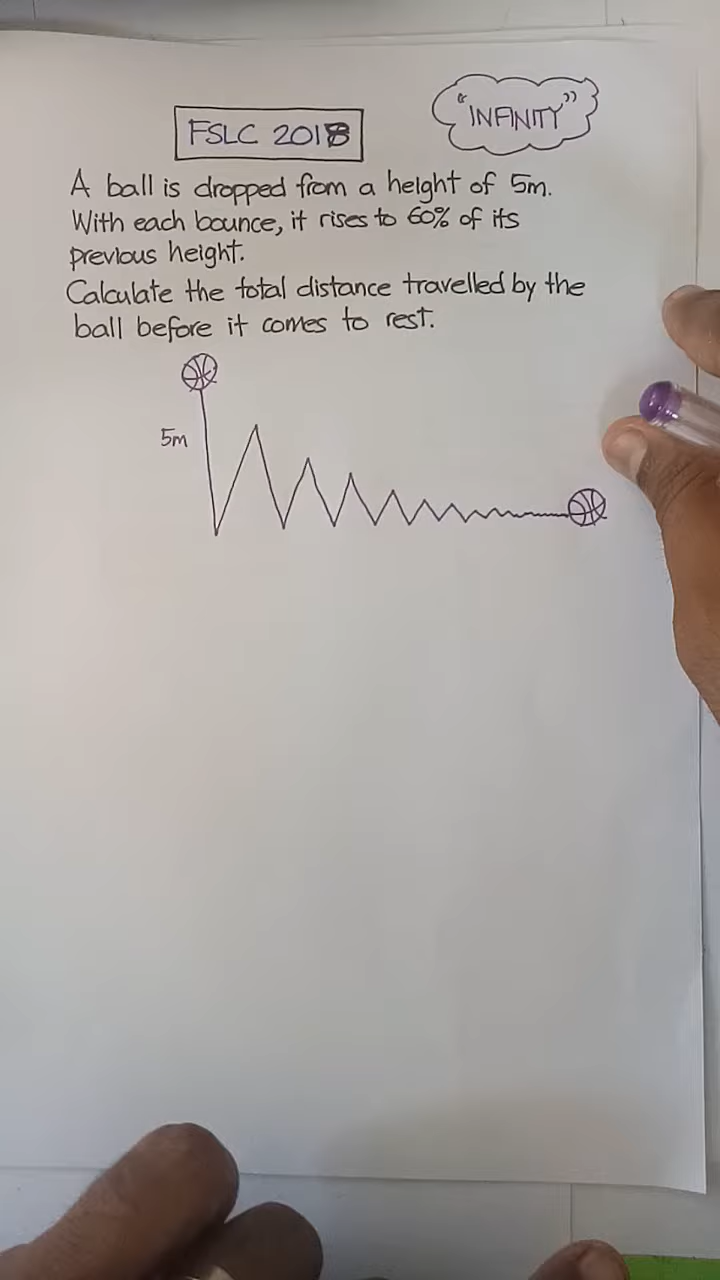 FSLC 2018
"INFINITY"
A ball is dropped from a height of 5m.
With each bounce, it rises to 60% of its
previous height.
Calculate the total distance travelled by the
ball before it comes to rest.
5m